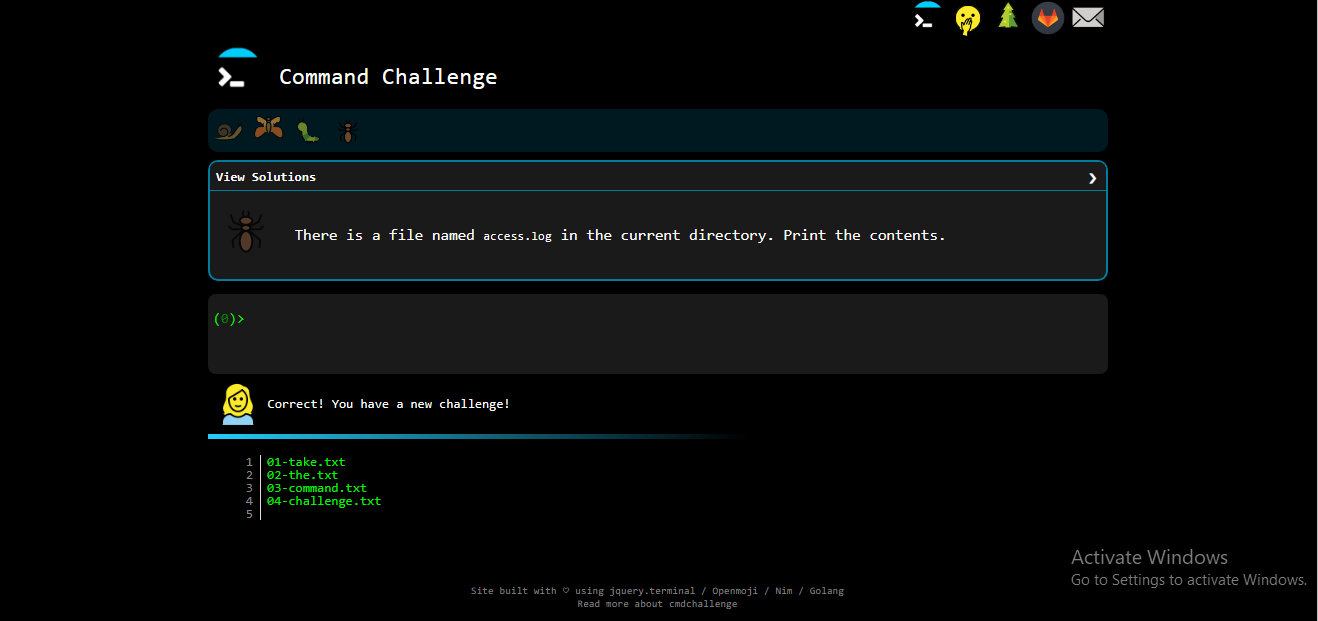 Command Challenge
View Solutions
There is a file named access.log in the current directory. Print the contents.
(0)>
Correct! You have a new challenge!
1 01-take.txt
2 02-the.txt
3 03-command.txt
4 04-challenge.txt
5
Activate Windows
Go to Settings to activate Windows.
Site built with ♡ using jquery.terminal / Openmoji / Nim / Golang
Read more about cmdchallenge